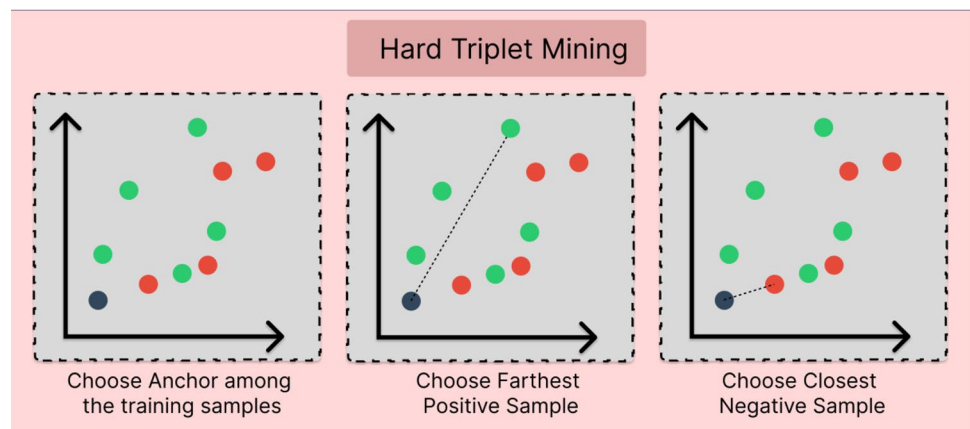 Hard Triplet Mining
Choose Anchor among
the training samples
Choose Farthest
Positive Sample
Choose Closest
Negative Sample